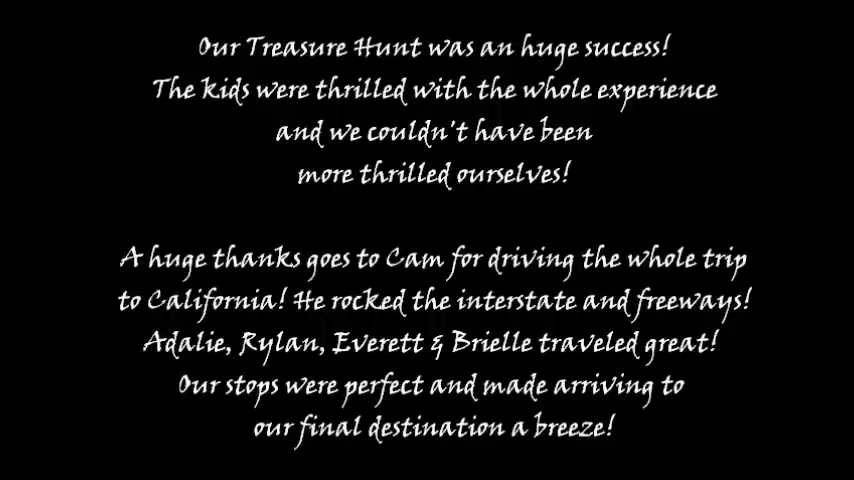 Our Treasure Hunt was an huge success!
The kids were thrilled with the whole experience
and we couldn't have been
more thrilled ourselves!
A huge thanks goes to Cam for driving the whole trip
to California! He rocked the interstate and freeways!
Adalie, Rylan, Everett & Brielle traveled great!
Our stops were perfect and made arriving to
our final destination a breeze!